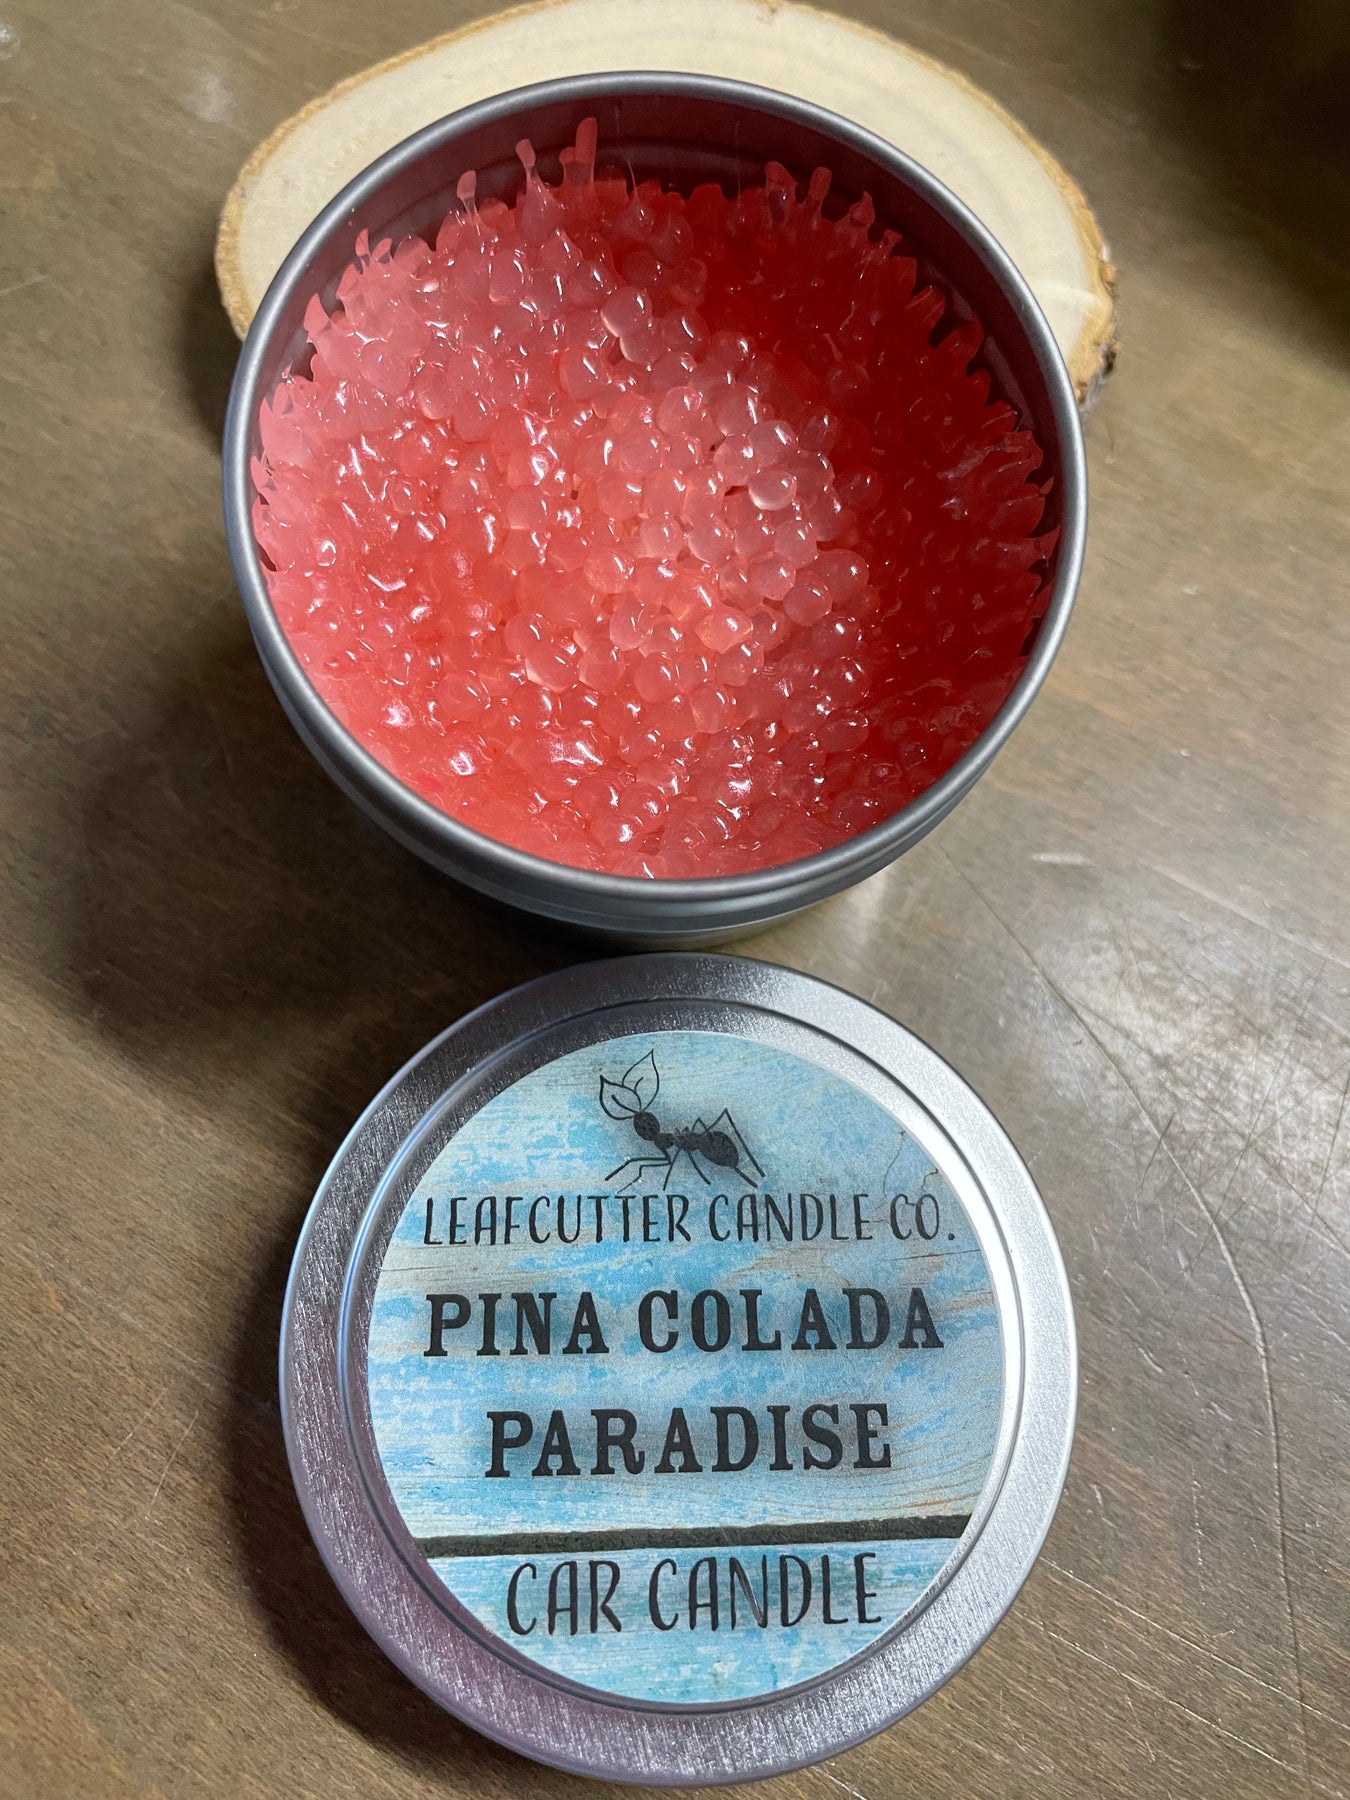 LEAFCUTTER CANDLE CO.
PINA COLADA
PARADISE
CAR CANDLE